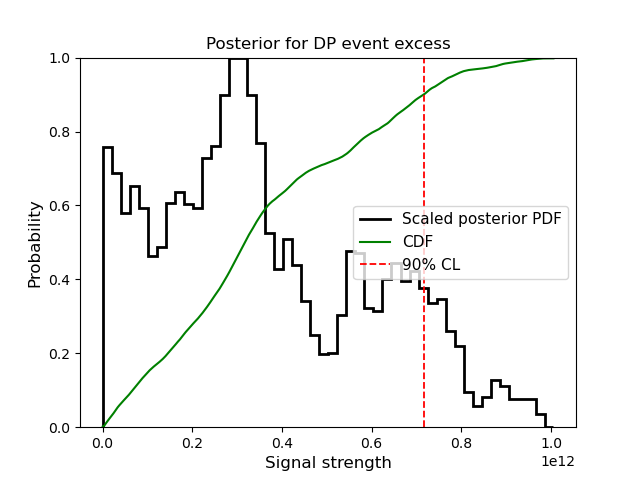 Posterior for DP event excess
1.0
0.8
0.6
0.4
0.2
0.0
Probability
Scaled posterior PDF
CDF
90% CL
0.0 0.2 0.4 0.6 0.8 1.0
1e12
Signal strength